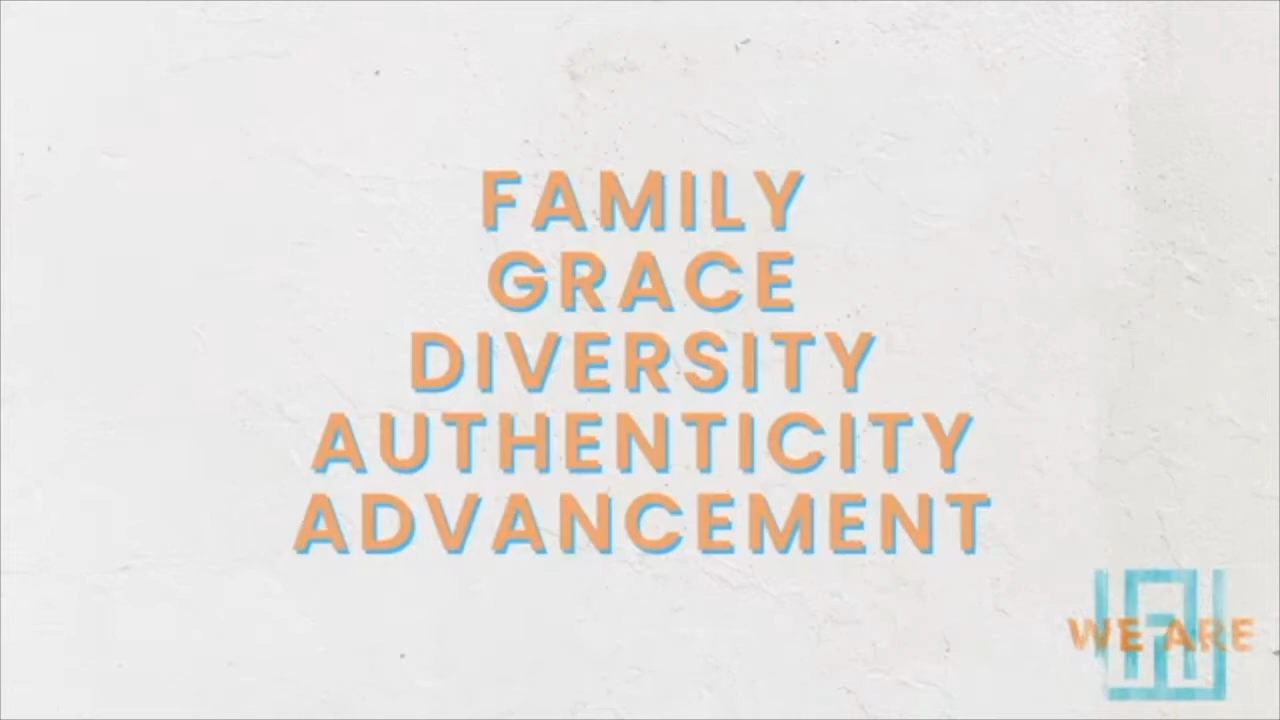 FAMILY
GRACE
DIVERSITY
AUTHENTICITY
ADVANCEMENT
WE ARE